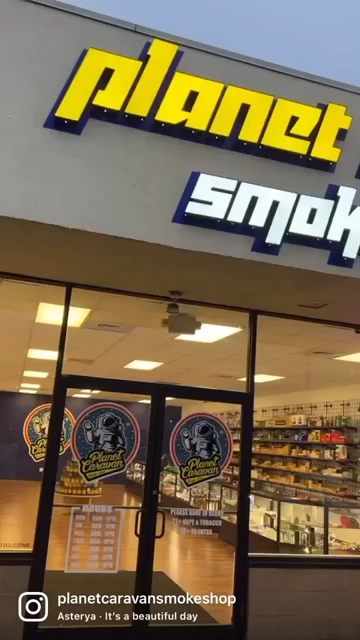 planet
smok
Planet
Caravan
Planet
Caravan
Planet
Caravan
HOURS
PLEASE HAVE ID READY
21+ VAPE & TOBACCO
TO ENTER
planetcaravansmokeshop
Asterya · It's a beautiful day